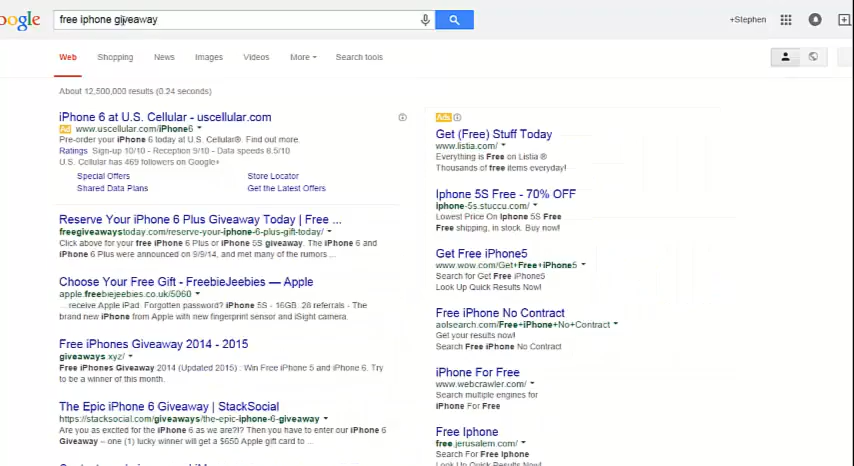 oogle
free iphone giveaway
+Stephen
Web Shopping News Images Videos More Search tools
About 12,500,000 results (0.24 seconds)
iPhone 6 at U.S. Cellular - uscellular.com
Ad www.uscellular.com/iPhone6
Pre-order your iPhone 6 today at U.S. Cellular®. Find out more.
Ratings: Sign-up 10/10 - Reception 9/10 - Data speeds 8.5/10
U.S. Cellular has 469 followers on Google+
Special Offers Store Locator
Shared Data Plans Get the Latest Offers
Reserve Your iPhone 6 Plus Giveaway Today | Free ...
freegiveawaystoday.com/reserve-your-iphone-6-plus-gift-today/
Click above for your free iPhone 6 Plus or iPhone 5S giveaway. The iPhone 6 and
iPhone 6 Plus were announced on 9/9/14, and met many of the rumors ...
Choose Your Free Gift - FreebieJeebies — Apple
apple.freebiejeebies.co.uk/5060
... receive Apple iPad. Forgotten password? iPhone 5S - 16GB. 28 referrals - The
brand new iPhone from Apple with new fingerprint sensor and iSight camera.
Free iPhones Giveaway 2014 - 2015
giveaways.xyz/
Free iPhones Giveaway 2014 (Updated 2015) : Win Free iPhone 5 and iPhone 6. Try
to be a winner of this month.
The Epic iPhone 6 Giveaway | StackSocial
https://stacksocial.com/giveaways/the-epic-iphone-6-giveaway
Are you as excited for the iPhone 6 as we are?!? Then you have to enter our iPhone 6
Giveaway – one (1) lucky winner will get a $650 Apple gift card to ...
Ads
Get (Free) Stuff Today
www.listia.com/
Everything is Free on Listia ®
Thousands of free items everyday!
Iphone 5S Free - 70% OFF
iphone-5s.stuccu.com/
Lowest Price On Iphone 5S Free
Free shipping, in stock. Buy now!
Get Free iPhone5
www.wow.com/Get+Free+iPhone5
Search for Get Free iPhone5
Look Up Quick Results Now!
Free iPhone No Contract
aolsearch.com/Free+iPhone+No+Contract
Get your results now!
Search Free iPhone No Contract
iPhone For Free
www.webcrawler.com/
Search multiple engines for
iPhone For Free
Free Iphone
free.jerusalem.com/
Search For Free Iphone
Look Up Quick Results Now!